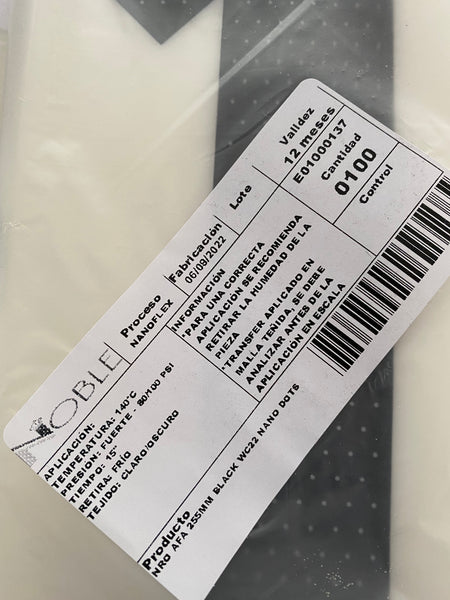 OBLE
Proceso
NANOFLEX
Fabricación
06/09/2022
Lote
E01000137
Validez
12 meses
Cantidad
0100
Control
APLICACIÓN:
TEMPERATURA: 140°C
PRESION: FUERTE - 80/100 PSI
TIEMPO: 15"
RETIRA: FRIO
TEJIDO: CLARO/OSCURO
INFORMACIÓN
*PARA UNA CORRECTA
APLICACIÓN SE RECOMIENDA
RETIRAR LA HUMEDAD DE LA
PIEZA
*TRANSFER APLICADO EN
MALLA TEÑIDA, SE DEBE
ANALIZAR ANTES DE LA
APLICACIÓN EN ESCALA
Producto
NRG AFA 255MM BLACK WC22 NANO DOTS